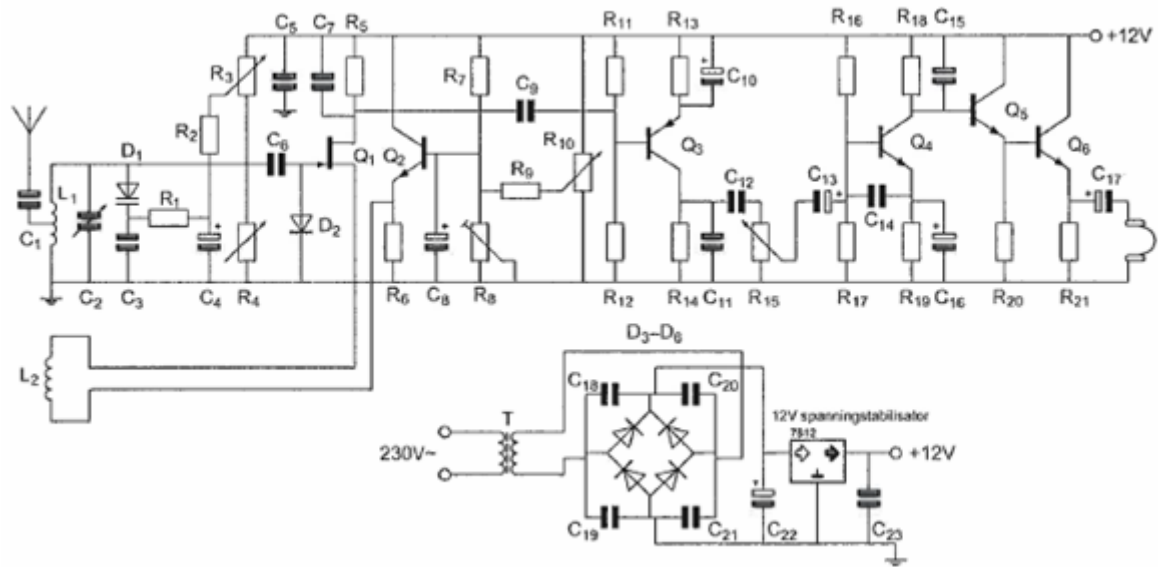 C5 C7 R5 R11 R13 R16 R18 C15
+12V
R3 R7 C9 C10
R2 R10 Q5
D1 C6 Q1 Q2 Q3 Q4 Q6
L1 R1 R9 C12 C13 C17
C1 D2 C14
C2 C3 C4 R4 R6 C8 R8 R12 R14 C11 R15 R17 R19 C16 R20 R21
L2
D3–D6
C18 C20
T
12V spanningstabilisator
7812
230V~
+12V
C19 C21 C22 C23